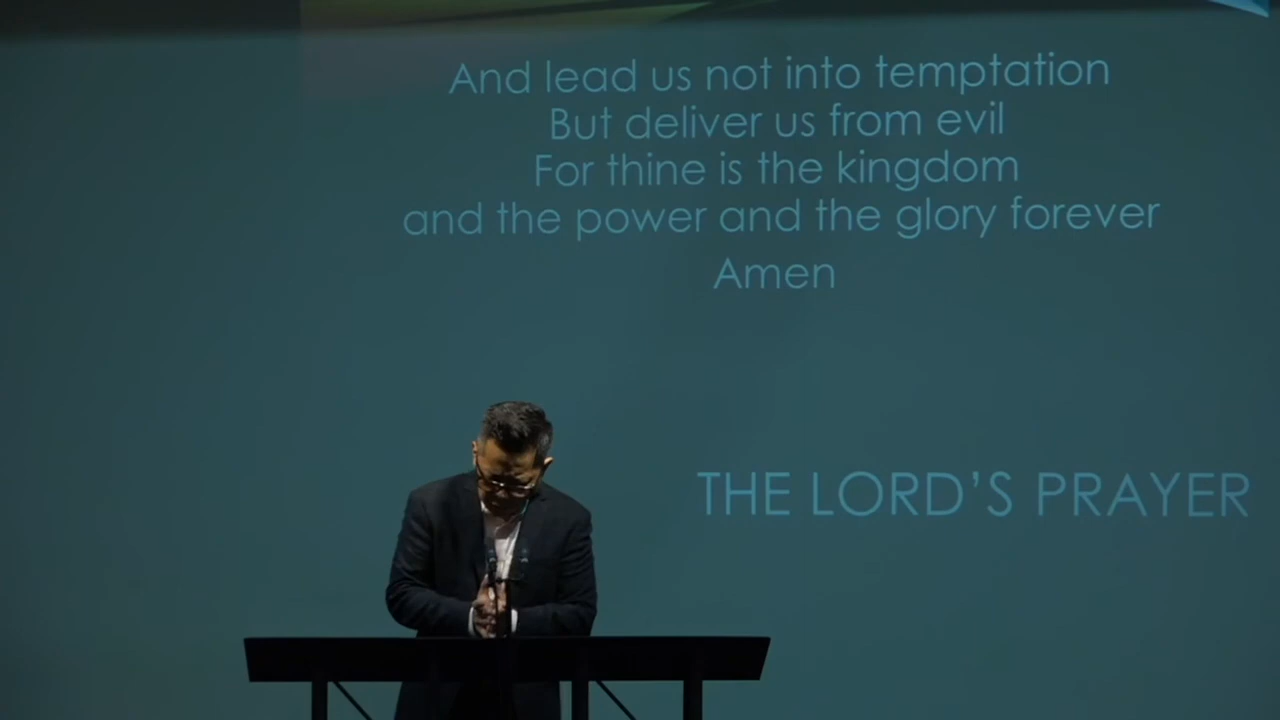 And lead us not into temptation
But deliver us from evil
For thine is the kingdom
and the power and the glory forever
Amen
THE LORD'S PRAYER